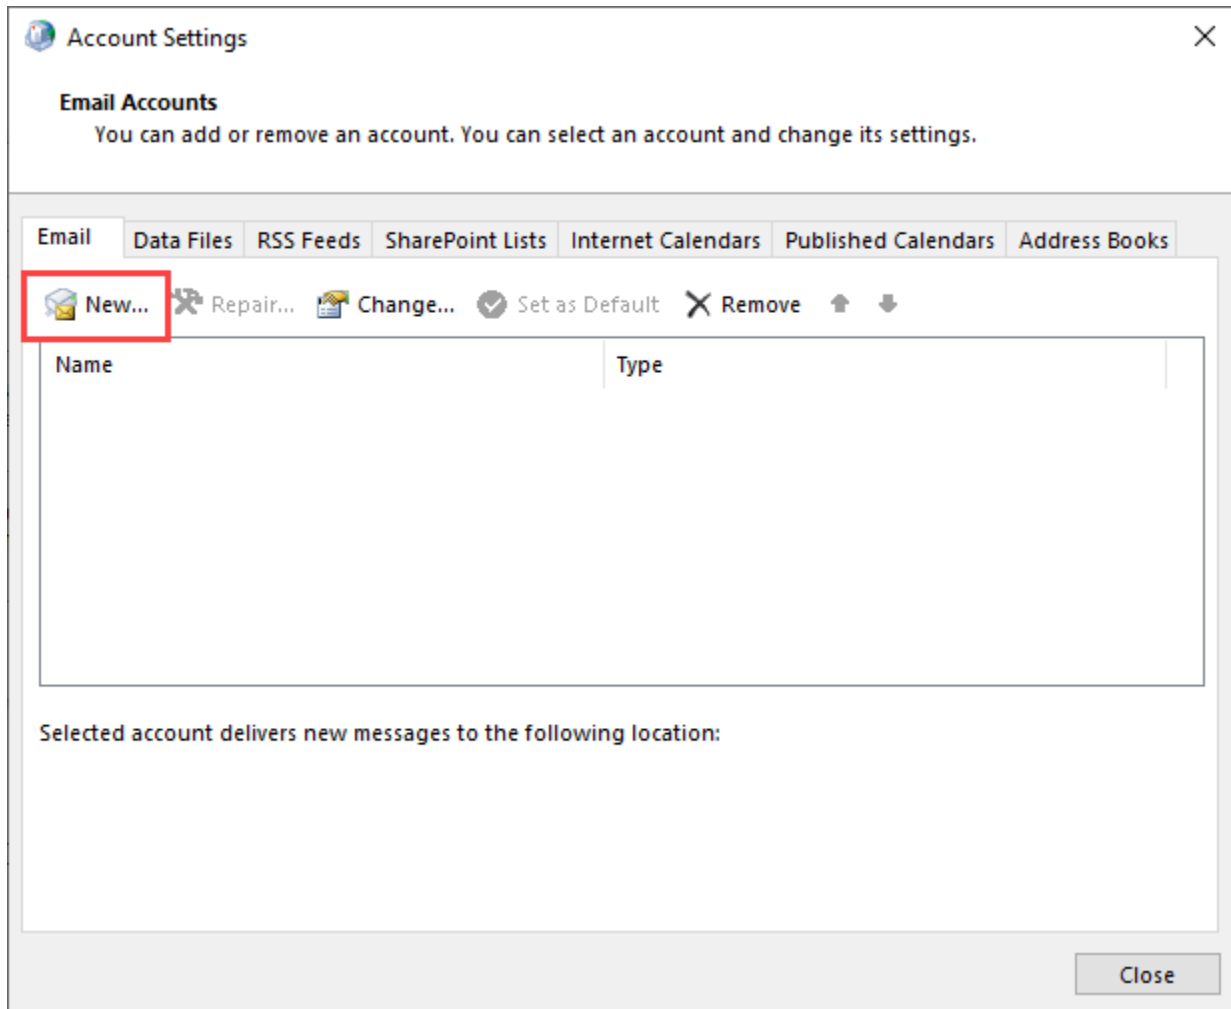 Account Settings
Email Accounts
You can add or remove an account. You can select an account and change its settings.
Email Data Files RSS Feeds SharePoint Lists Internet Calendars Published Calendars Address Books
New... Repair... Change... Set as Default Remove
Name Type
Selected account delivers new messages to the following location:
Close